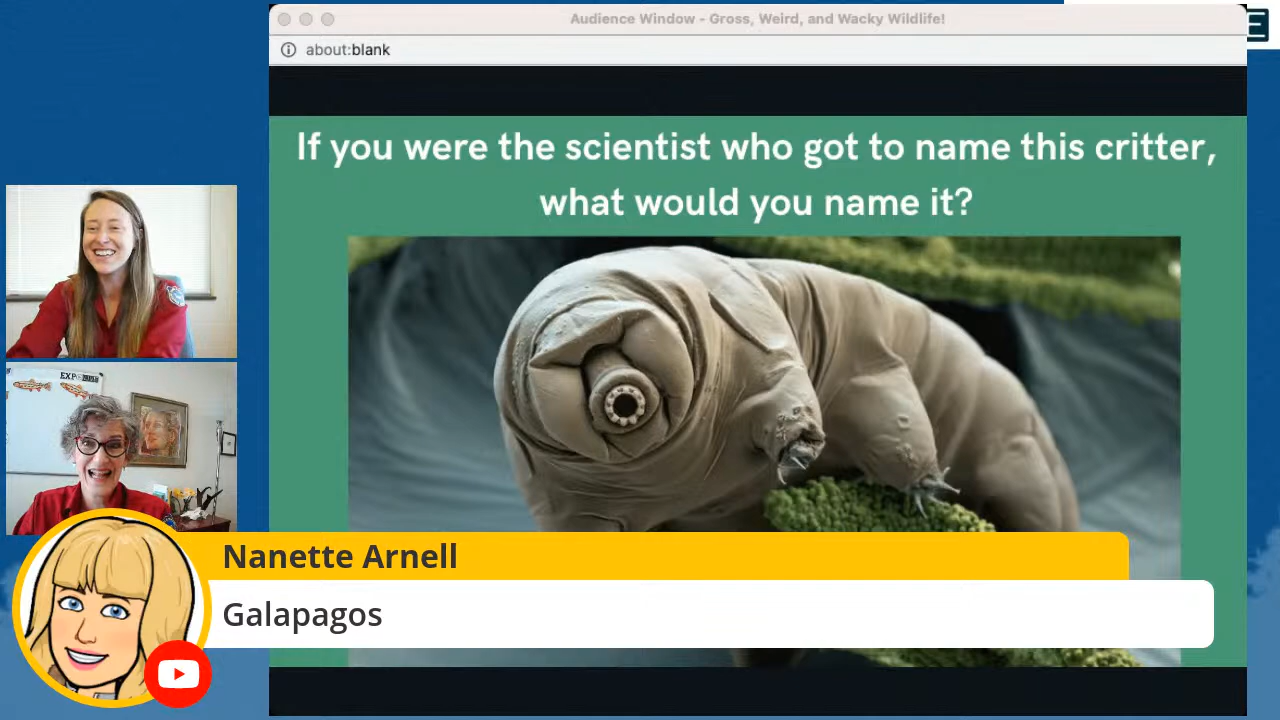 Audience Window - Gross, Weird, and Wacky Wildlife!
about:blank
If you were the scientist who got to name this critter,
what would you name it?
Nanette Arnell
Galapagos